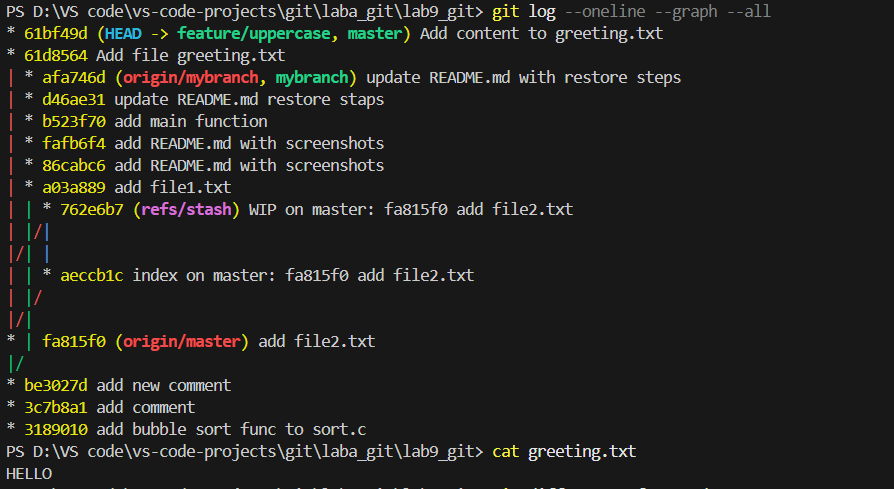 PS D:\VS code\vs-code-projects\git\laba_git\lab9_git> git log --oneline --graph --all
* 61bf49d (HEAD -> feature/uppercase, master) Add content to greeting.txt
* 61d8564 Add file greeting.txt
| * afa746d (origin/mybranch, mybranch) update README.md with restore steps
| * d46ae31 update README.md restore staps
| * b523f70 add main function
| * fafb6f4 add README.md with screenshots
| * 86cabc6 add README.md with screenshots
| * a03a889 add file1.txt
| | * 762e6b7 (refs/stash) WIP on master: fa815f0 add file2.txt
| |/|
|/| |
| | * aeccb1c index on master: fa815f0 add file2.txt
| |/
|/|
* | fa815f0 (origin/master) add file2.txt
|/
* be3027d add new comment
* 3c7b8a1 add comment
* 3189010 add bubble sort func to sort.c
PS D:\VS code\vs-code-projects\git\laba_git\lab9_git> cat greeting.txt
HELLO